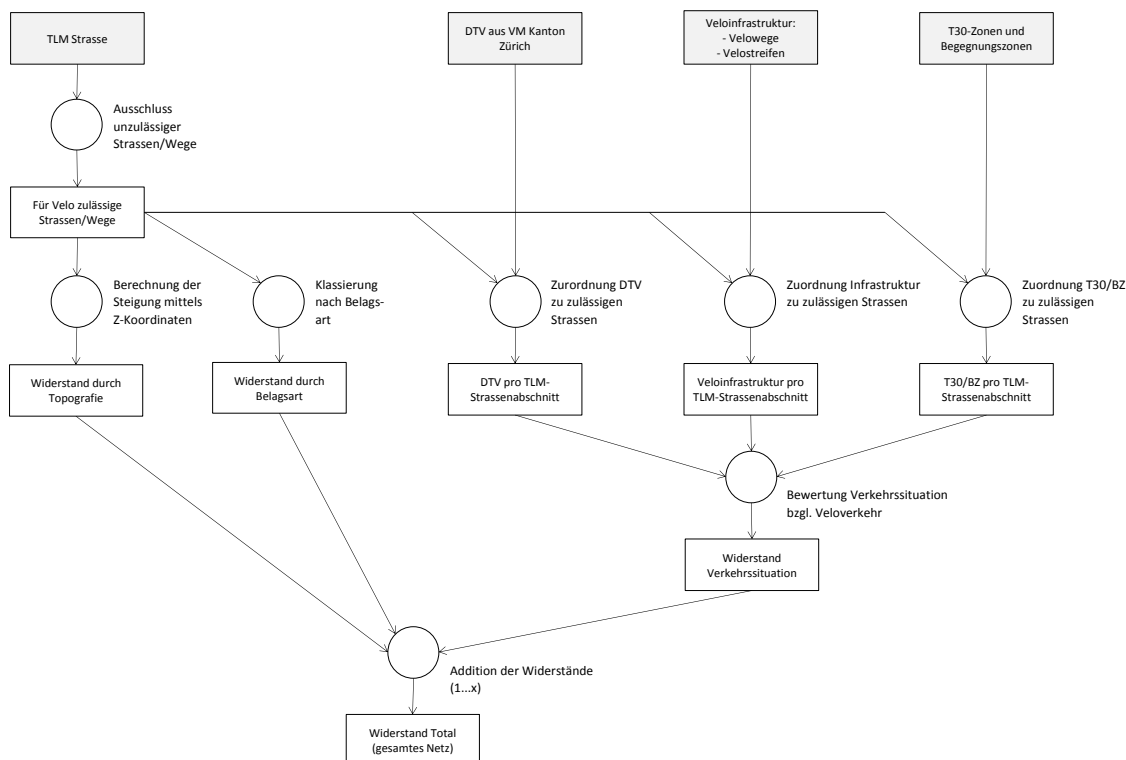 TLM Strasse
DTV aus VM Kanton
Zürich
Veloinfrastruktur:
- Velowege
- Velostreifen
T30-Zonen und
Begegnungszonen
Ausschluss
unzulässiger
Strassen/Wege
Für Velo zulässige
Strassen/Wege
Berechnung der
Steigung mittels
Z-Koordinaten
Klassierung
nach Belags-
art
Zurordnung DTV
zu zulässigen
Strassen
Zuordnung Infrastruktur
zu zulässigen Strassen
Zuordnung T30/BZ
zu zulässigen
Strassen
Widerstand durch
Topografie
Widerstand durch
Belagsart
DTV pro TLM-
Strassenabschnitt
Veloinfrastruktur pro
TLM-Strassenabschnitt
T30/BZ pro TLM-
Strassenabschnitt
Bewertung Verkehrssituation
bzgl. Veloverkehr
Widerstand
Verkehrssituation
Addition der Widerstände
(1...x)
Widerstand Total
(gesamtes Netz)